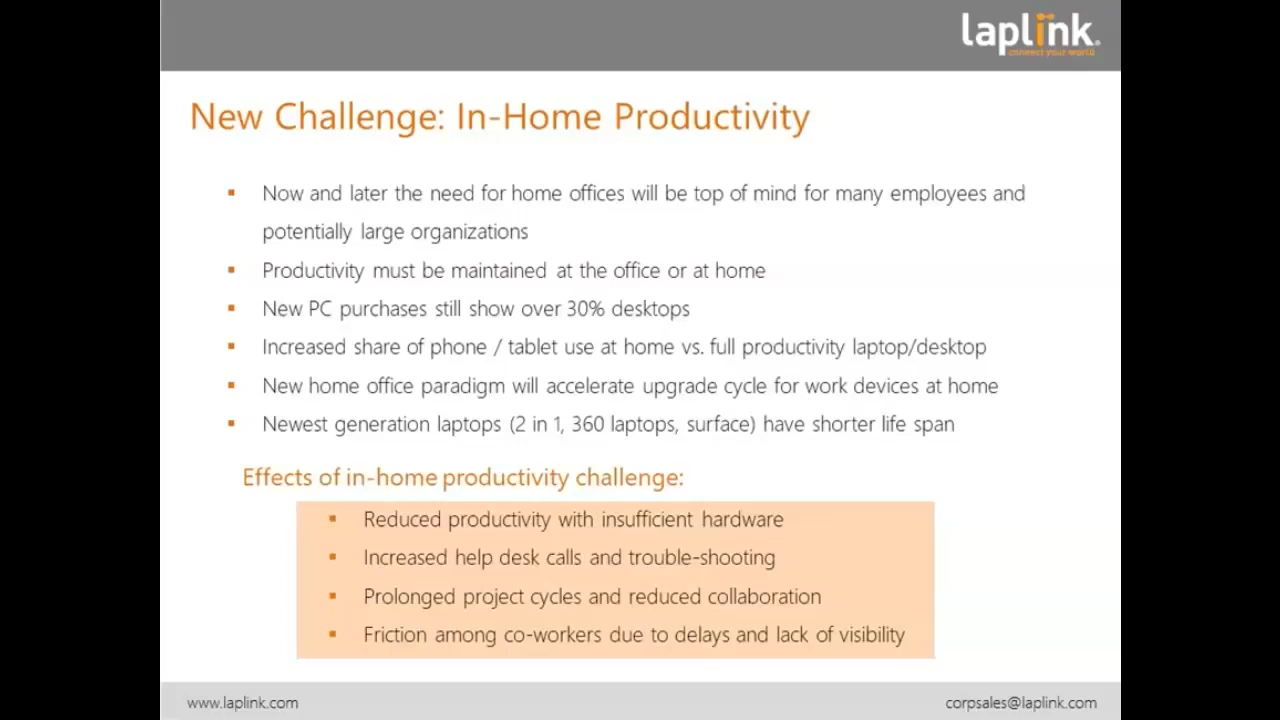 laplink®
connect your world
New Challenge: In-Home Productivity
▪ Now and later the need for home offices will be top of mind for many employees and
potentially large organizations
▪ Productivity must be maintained at the office or at home
▪ New PC purchases still show over 30% desktops
▪ Increased share of phone / tablet use at home vs. full productivity laptop/desktop
▪ New home office paradigm will accelerate upgrade cycle for work devices at home
▪ Newest generation laptops (2 in 1, 360 laptops, surface) have shorter life span
Effects of in-home productivity challenge:
▪ Reduced productivity with insufficient hardware
▪ Increased help desk calls and trouble-shooting
▪ Prolonged project cycles and reduced collaboration
▪ Friction among co-workers due to delays and lack of visibility
www.laplink.com
corpsales@laplink.com